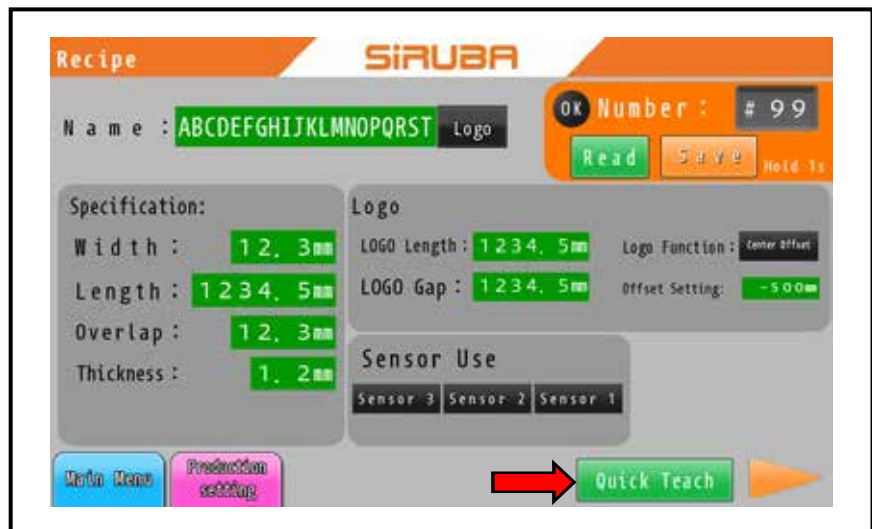 Recipe
SiRUBA
Name : ABCDEFGHIJKLMNOPQRST Logo
OK Number : # 99
Read Save Hold 1s
Specification:
Width : 12. 3mm
Length : 1234. 5mm
Overlap : 12. 3mm
Thickness : 1. 2mm
Logo
LOGO Length : 1234. 5mm
Logo Function : Center Offset
LOGO Gap : 1234. 5mm
Offset Setting: -500mm
Sensor Use
Sensor 3 Sensor 2 Sensor 1
Main Menu
Production
setting
Quick Teach